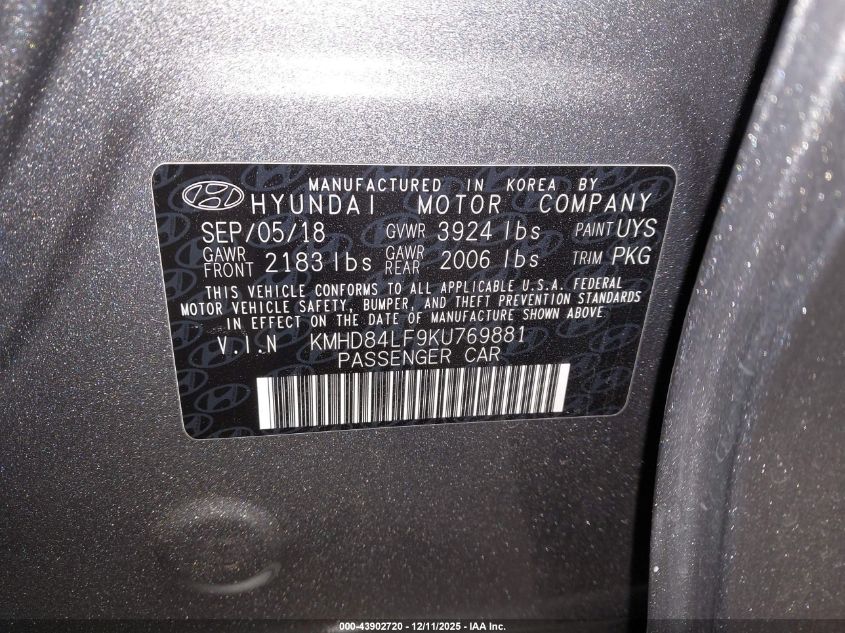 MANUFACTURED IN KOREA BY
HYUNDAI MOTOR COMPANY
SEP/05/18 GVWR 3924 lbs PAINT UYS
GAWR FRONT 2183 lbs GAWR REAR 2006 lbs TRIM PKG
THIS VEHICLE CONFORMS TO ALL APPLICABLE U.S.A. FEDERAL
MOTOR VEHICLE SAFETY, BUMPER, AND THEFT PREVENTION STANDARDS
IN EFFECT ON THE DATE OF MANUFACTURE SHOWN ABOVE
V.I.N KMHD84LF9KU769881
PASSENGER CAR
000-43902720 - 12/11/2025 - IAA Inc.